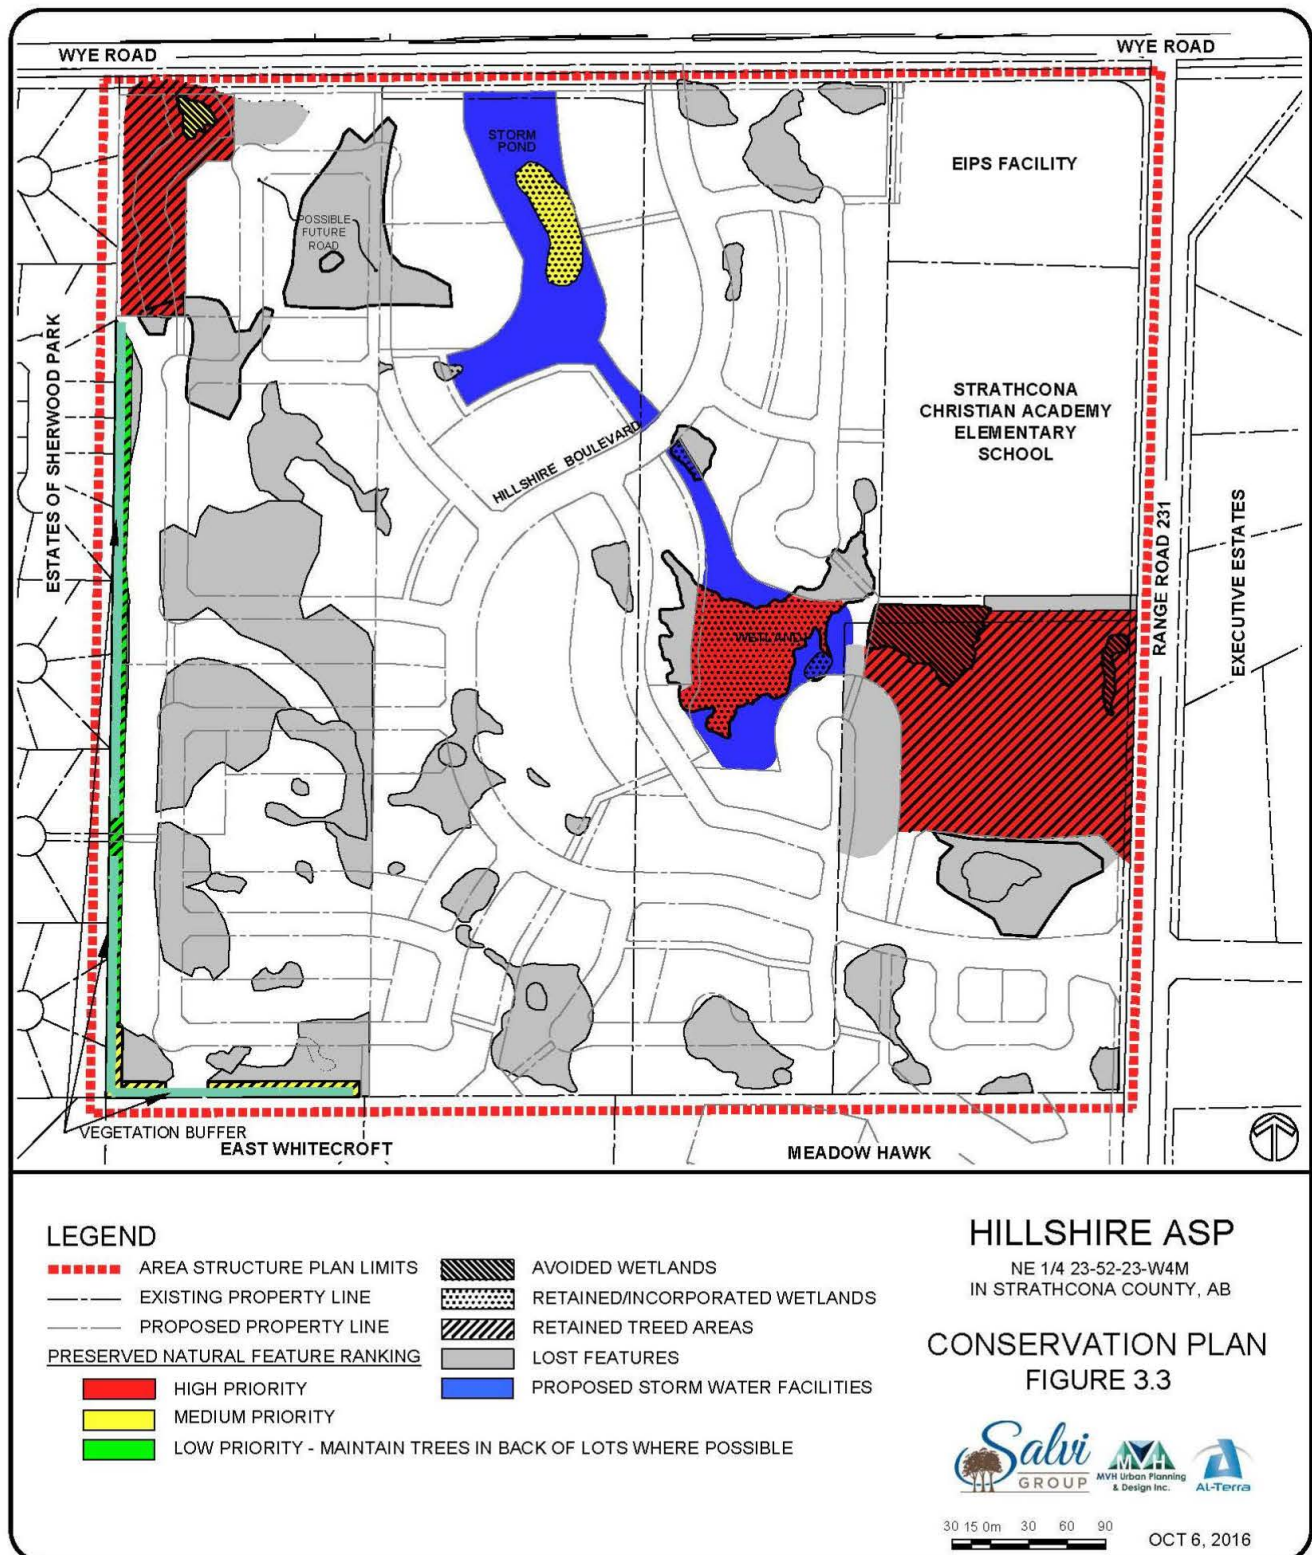 WYE ROAD
WYE ROAD
STORM
POND
EIPS FACILITY
POSSIBLE
FUTURE
ROAD
ESTATES OF SHERWOOD PARK
STRATHCONA
CHRISTIAN ACADEMY
ELEMENTARY
SCHOOL
HILLSHIRE BOULEVARD
RANGE ROAD 231
EXECUTIVE ESTATES
WETLAND
VEGETATION BUFFER
EAST WHITECROFT
MEADOW HAWK
LEGEND
AREA STRUCTURE PLAN LIMITS
EXISTING PROPERTY LINE
PROPOSED PROPERTY LINE
PRESERVED NATURAL FEATURE RANKING
HIGH PRIORITY
MEDIUM PRIORITY
LOW PRIORITY - MAINTAIN TREES IN BACK OF LOTS WHERE POSSIBLE
AVOIDED WETLANDS
RETAINED/INCORPORATED WETLANDS
RETAINED TREED AREAS
LOST FEATURES
PROPOSED STORM WATER FACILITIES
HILLSHIRE ASP
NE 1/4 23-52-23-W4M
IN STRATHCONA COUNTY, AB
CONSERVATION PLAN
FIGURE 3.3
Salvi
GROUP
MVH
MVH Urban Planning
& Design Inc.
AL-Terra
30 15 0m 30 60 90
OCT 6, 2016